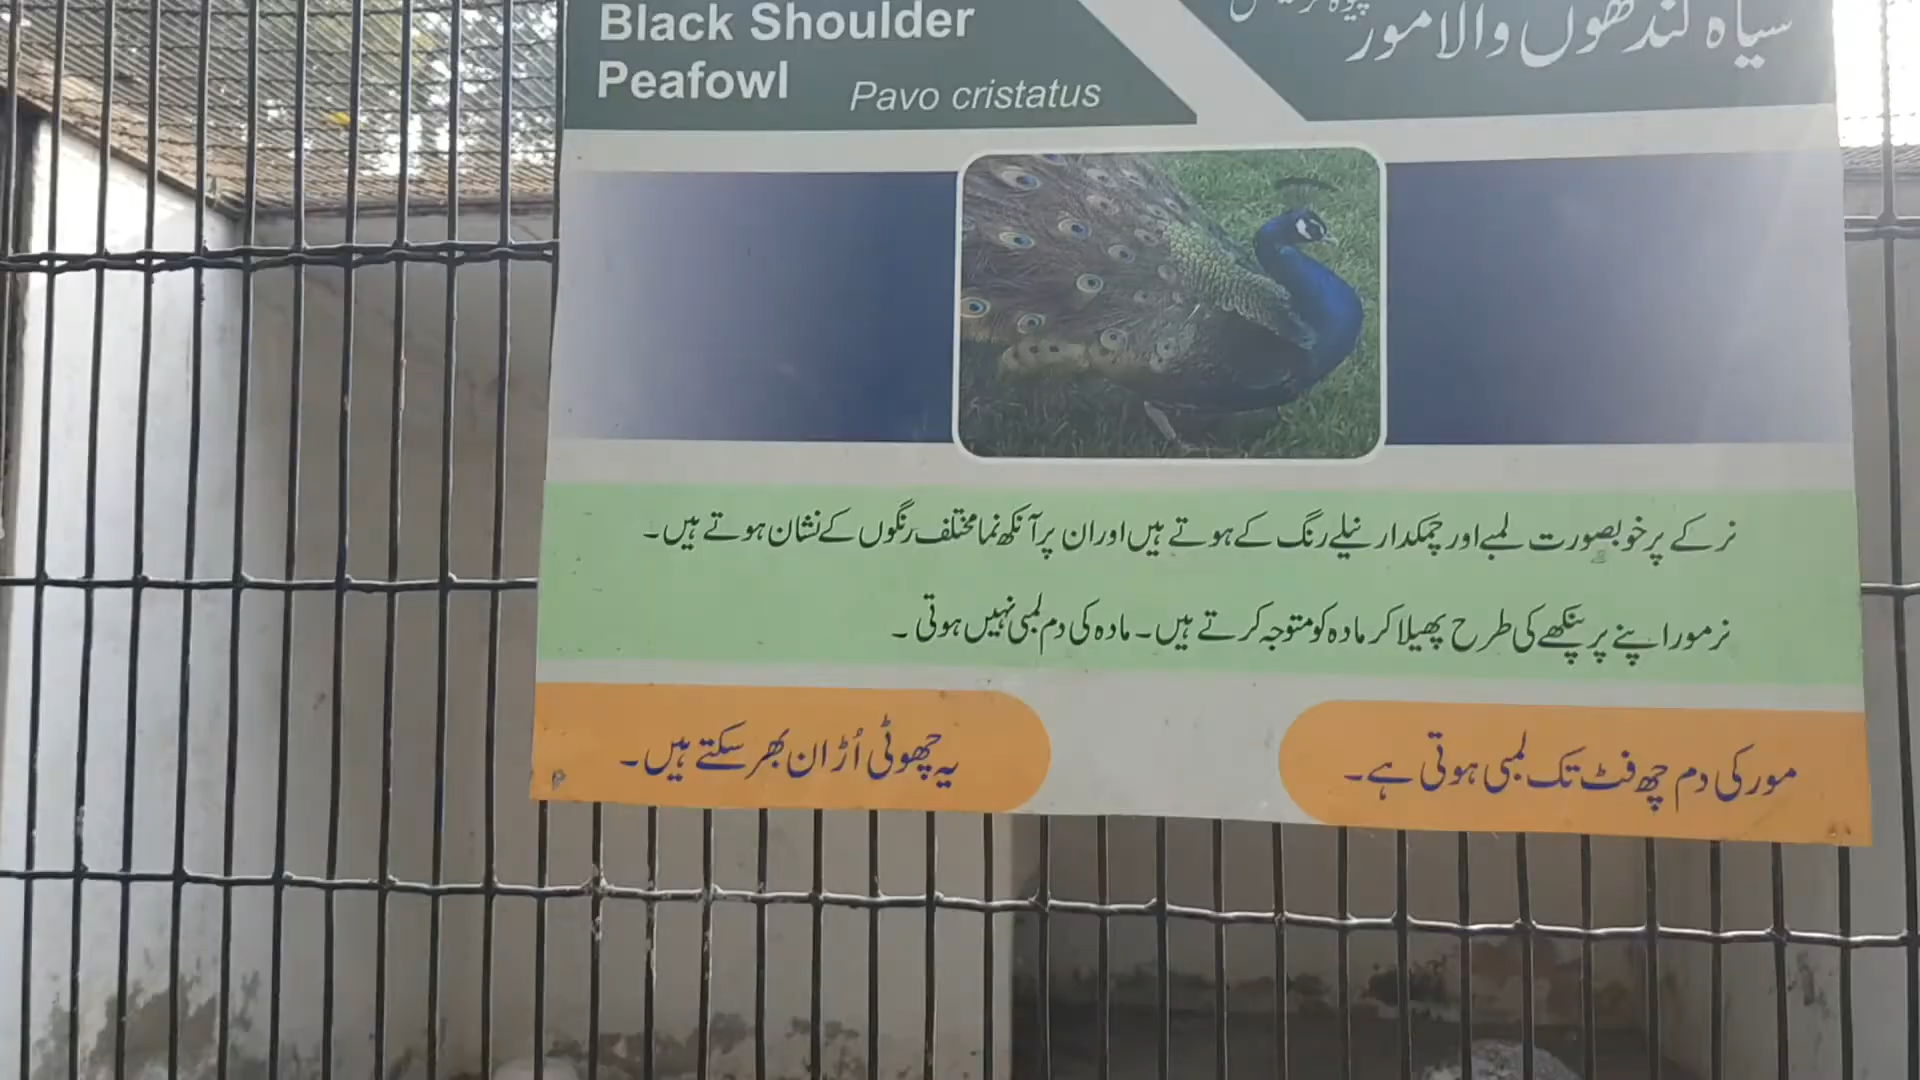 Black Shoulder
Peafowl
Pavo cristatus
سیاہ کندھوں والا مور
نر کے پر خوبصورت لمبے اور چمکدار نیلے رنگ کے ہوتے ہیں اور ان پر آنکھ نما مختلف رنگوں کے نشان ہوتے ہیں۔
نر مور اپنے پر پنکھے کی طرح پھیلا کر مادہ کو متوجہ کرتے ہیں۔ مادہ کی دم لمبی نہیں ہوتی ۔
مور کی دم چھ فٹ تک لمبی ہوتی ہے۔
یہ چھوٹی اُڑان بھر سکتے ہیں۔